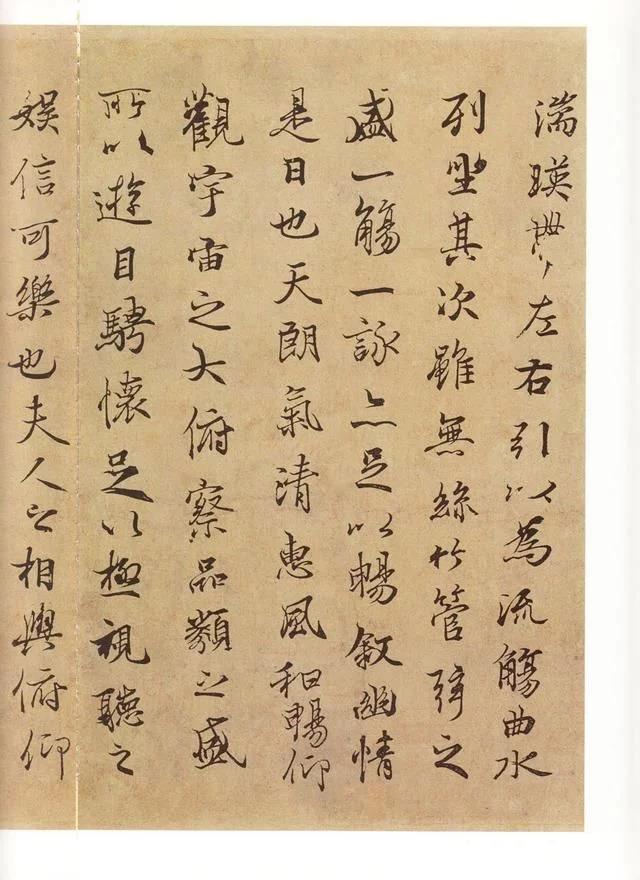 湍暎帶左右引以為流觴曲水
列坐其次雖無絲竹管弦之
盛一觴一詠亦足以暢敘幽情
是日也天朗氣清惠風和暢仰
觀宇宙之大俯察品類之盛
所以遊目騁懷足以極視聽之
娛信可樂也夫人之相與俯仰